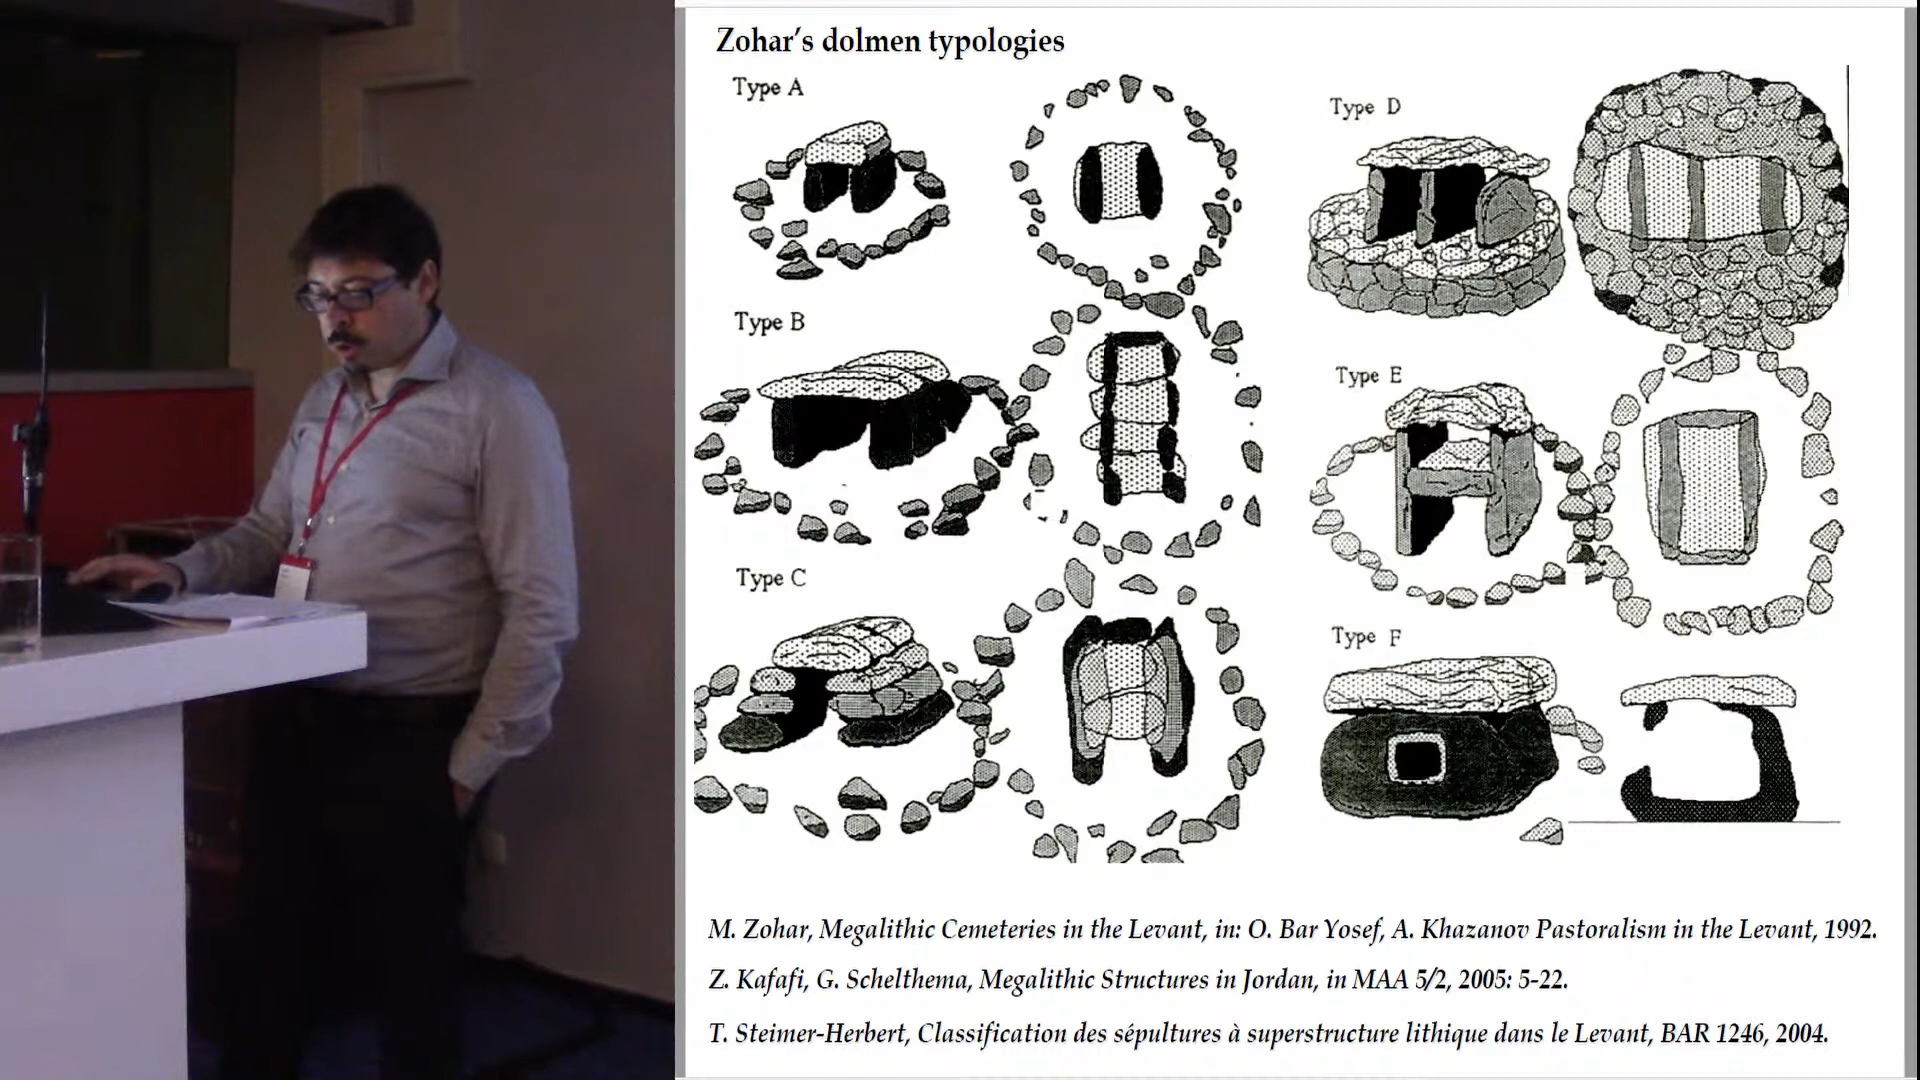 Zohar's dolmen typologies
Type A
Type B
Type C
Type D
Type E
Type F
M. Zohar, Megalithic Cemeteries in the Levant, in: O. Bar Yosef, A. Khazanov Pastoralism in the Levant, 1992.
Z. Kafafi, G. Schelthema, Megalithic Structures in Jordan, in MAA 5/2, 2005: 5-22.
T. Steimer-Herbert, Classification des sépultures à superstructure lithique dans le Levant, BAR 1246, 2004.